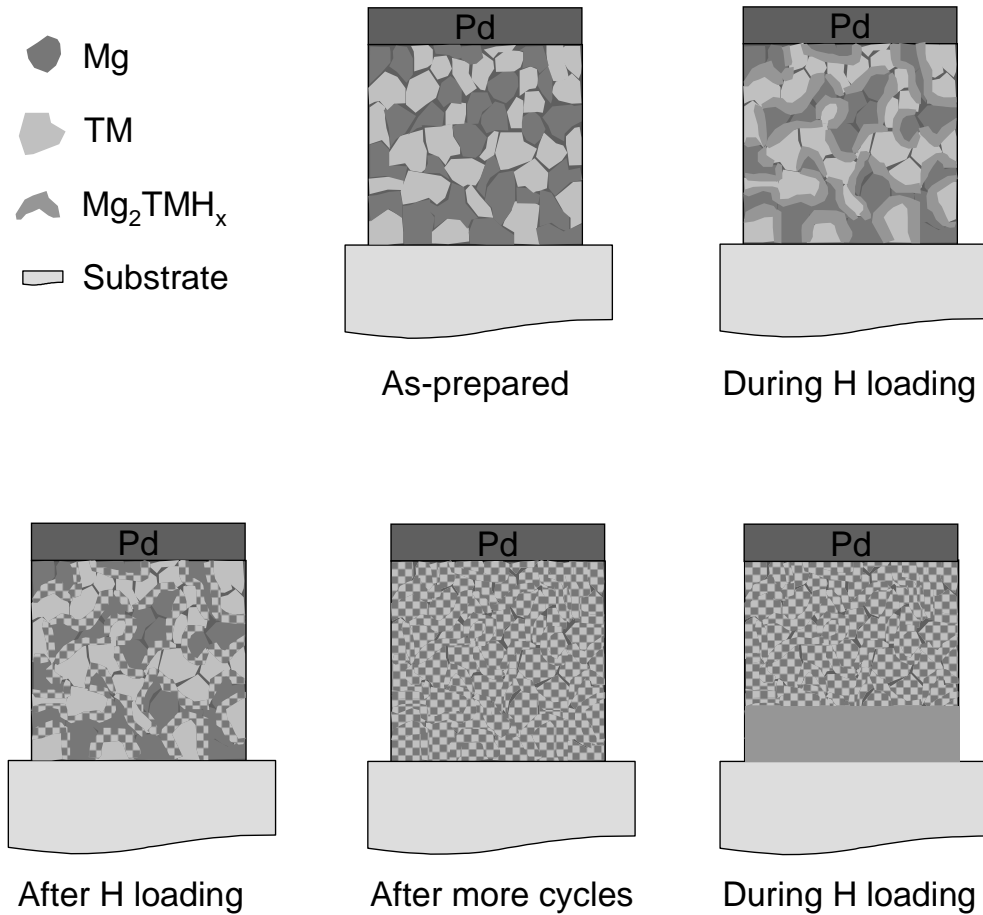 Mg
TM
Mg₂TMHₓ
Substrate
Pd
As-prepared
Pd
During H loading
Pd
After H loading
Pd
After more cycles
Pd
During H loading